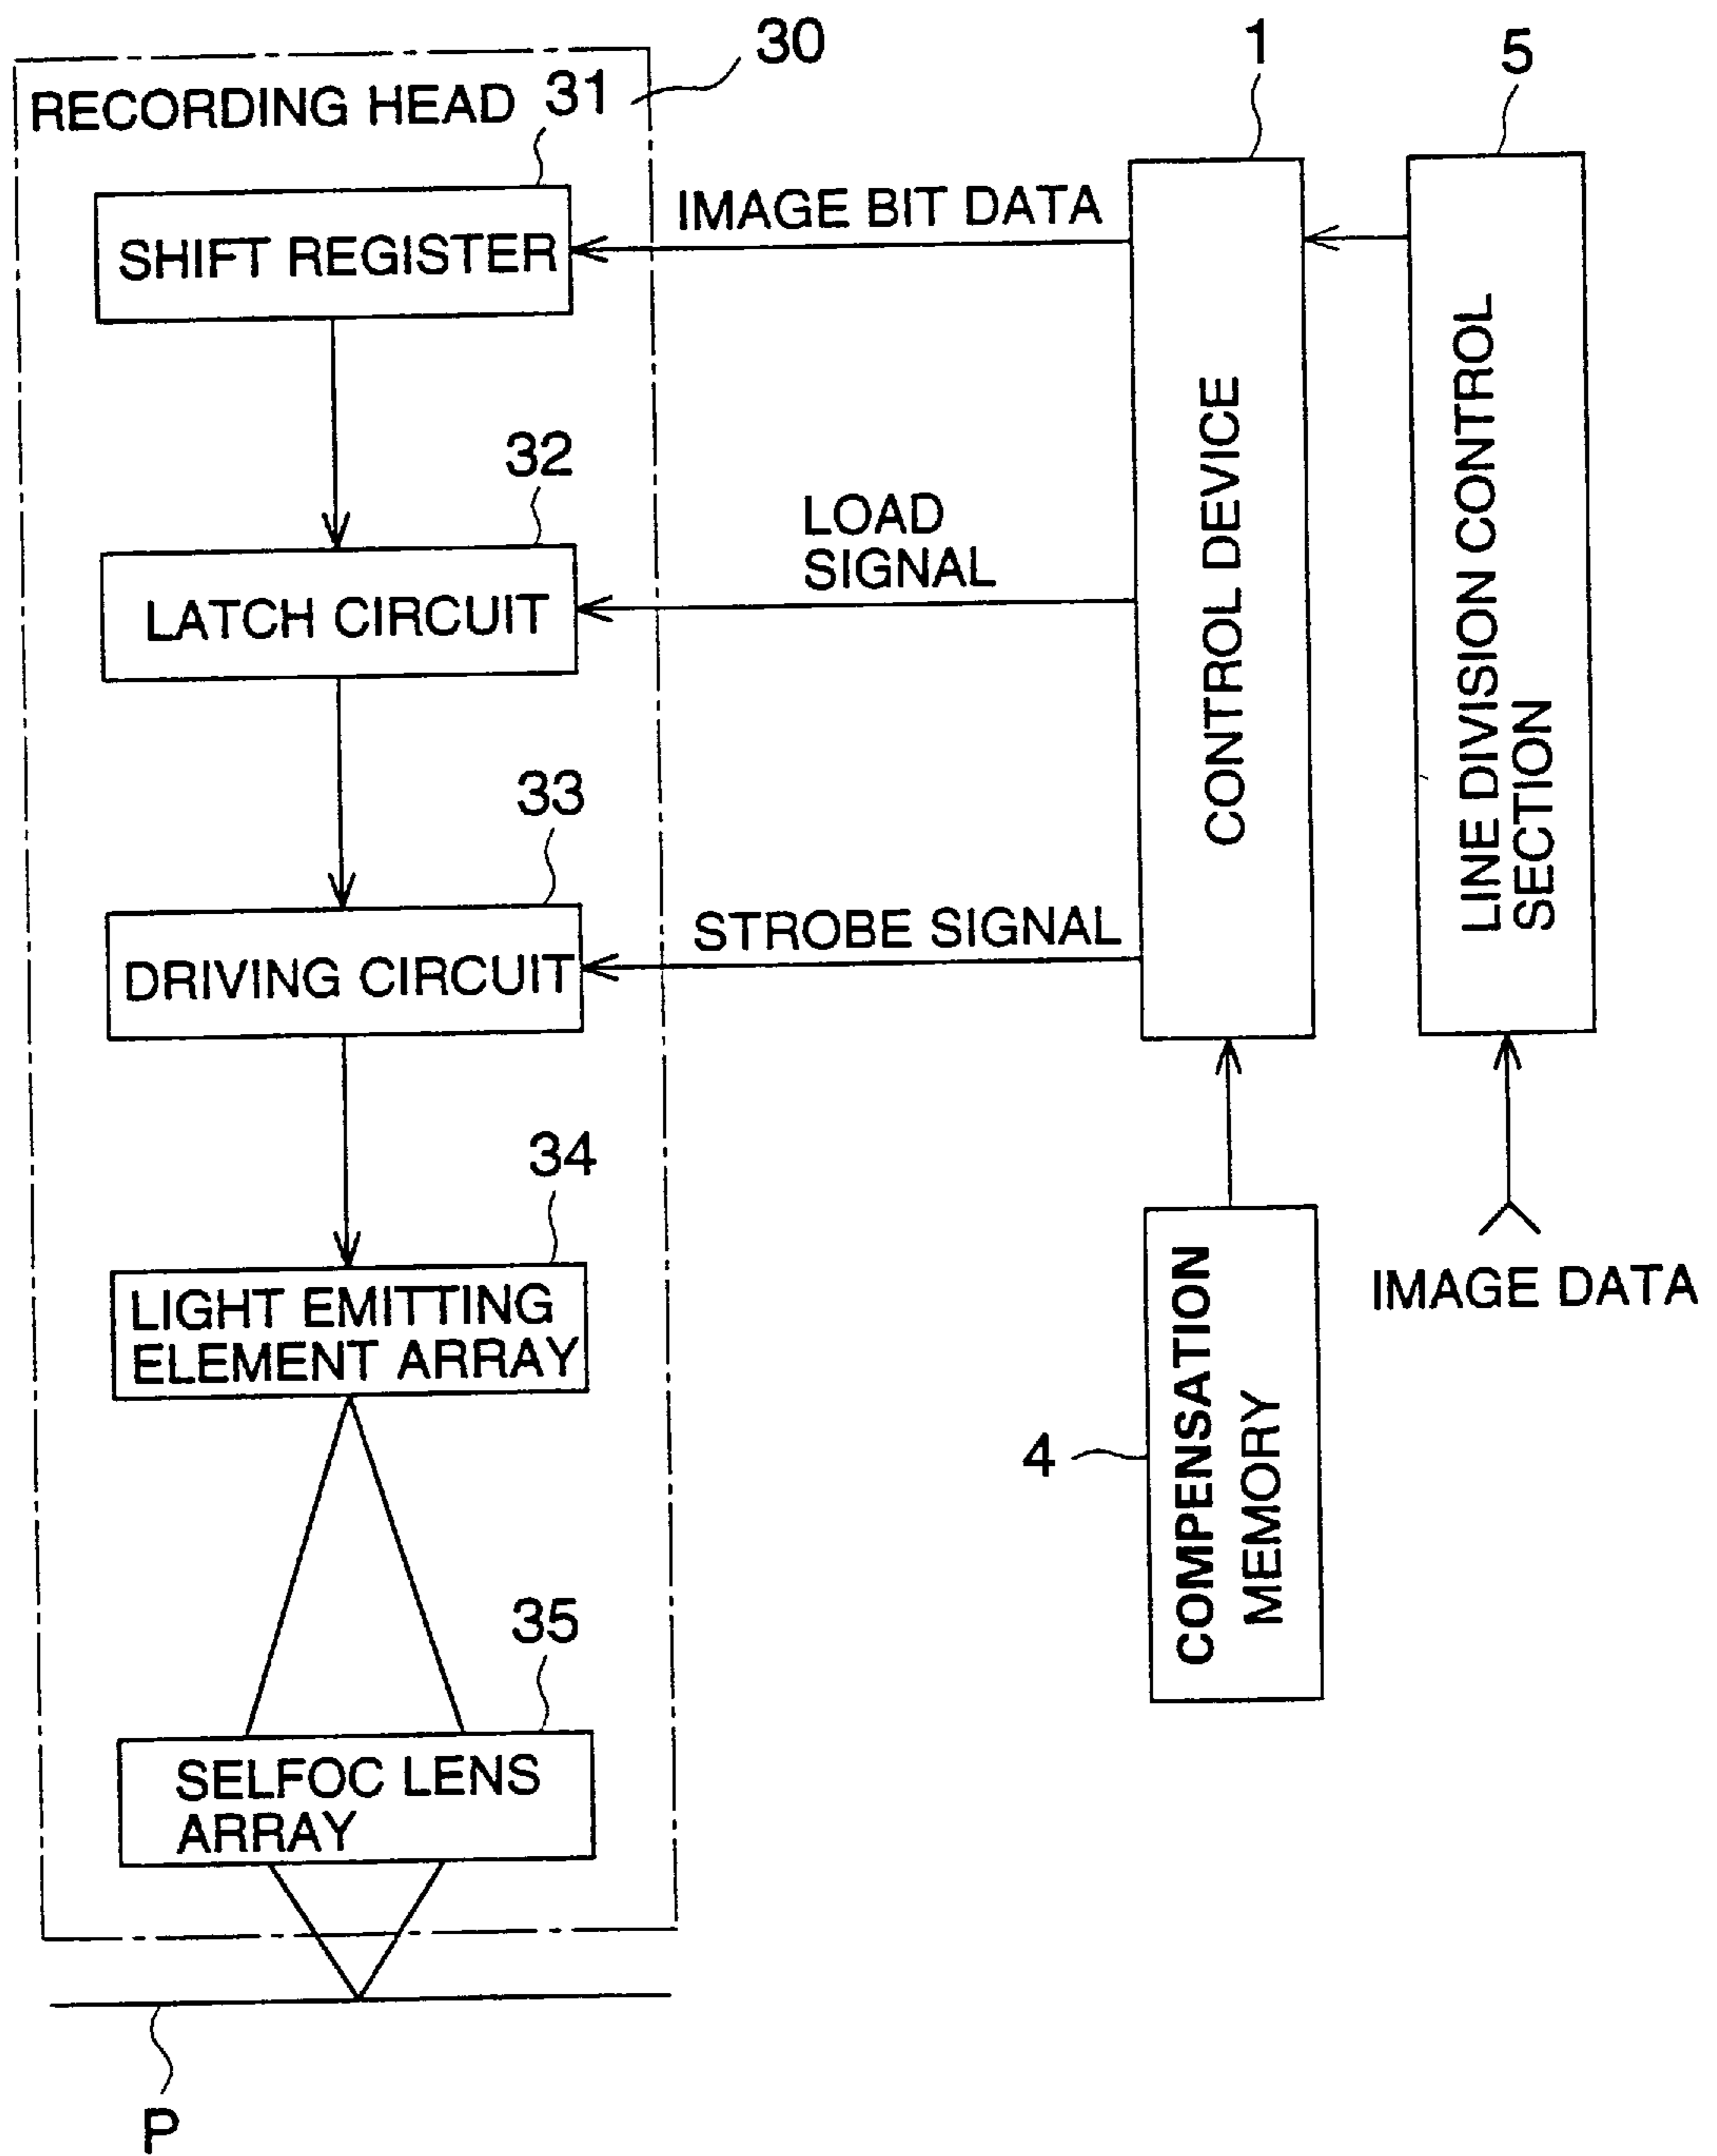 30
1
5
RECORDING HEAD
31
SHIFT REGISTER
IMAGE BIT DATA
32
LATCH CIRCUIT
LOAD
SIGNAL
33
DRIVING CIRCUIT
STROBE SIGNAL
CONTROL DEVICE
LINE DIVISION CONTROL
SECTION
34
LIGHT EMITTING
ELEMENT ARRAY
IMAGE DATA
4
COMPENSATION
MEMORY
35
SELFOC LENS
ARRAY
P